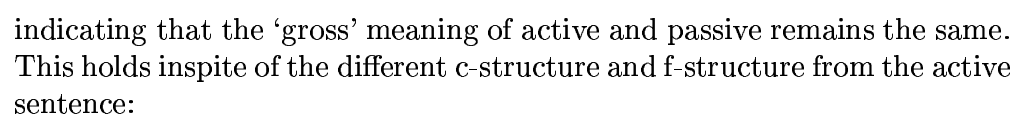 indicating that the ‘gross’ meaning of active and passive remains the same.
This holds inspite of the different c-structure and f-structure from the active
sentence: